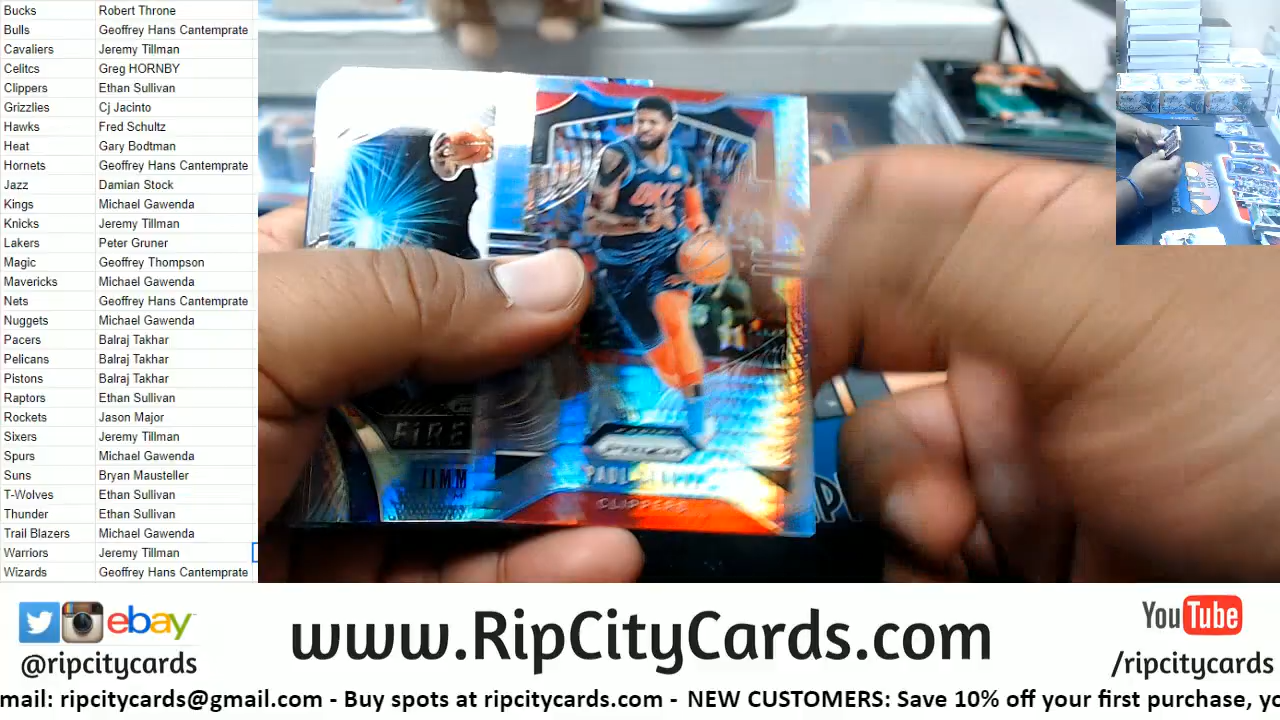 Bucks Robert Throne
Bulls Geoffrey Hans Cantemprate
Cavaliers Jeremy Tillman
Celitcs Greg HORNBY
Clippers Ethan Sullivan
Grizzlies Cj Jacinto
Hawks Fred Schultz
Heat Gary Bodtman
Hornets Geoffrey Hans Cantemprate
Jazz Damian Stock
Kings Michael Gawenda
Knicks Jeremy Tillman
Lakers Peter Gruner
Magic Geoffrey Thompson
Mavericks Michael Gawenda
Nets Geoffrey Hans Cantemprate
Nuggets Michael Gawenda
Pacers Balraj Takhar
Pelicans Balraj Takhar
Pistons Balraj Takhar
Raptors Ethan Sullivan
Rockets Jason Major
Sixers Jeremy Tillman
Spurs Michael Gawenda
Suns Bryan Mausteller
T-Wolves Ethan Sullivan
Thunder Ethan Sullivan
Trail Blazers Michael Gawenda
Warriors Jeremy Tillman
Wizards Geoffrey Hans Cantemprate
OKC
FIRE
JIMM
PRIZM
PAUL
CLIPPERS
ebay
@ripcitycards
www.RipCityCards.com
YouTube
/ripcitycards
mail: ripcitycards@gmail.com - Buy spots at ripcitycards.com - NEW CUSTOMERS: Save 10% off your first purchase, yo